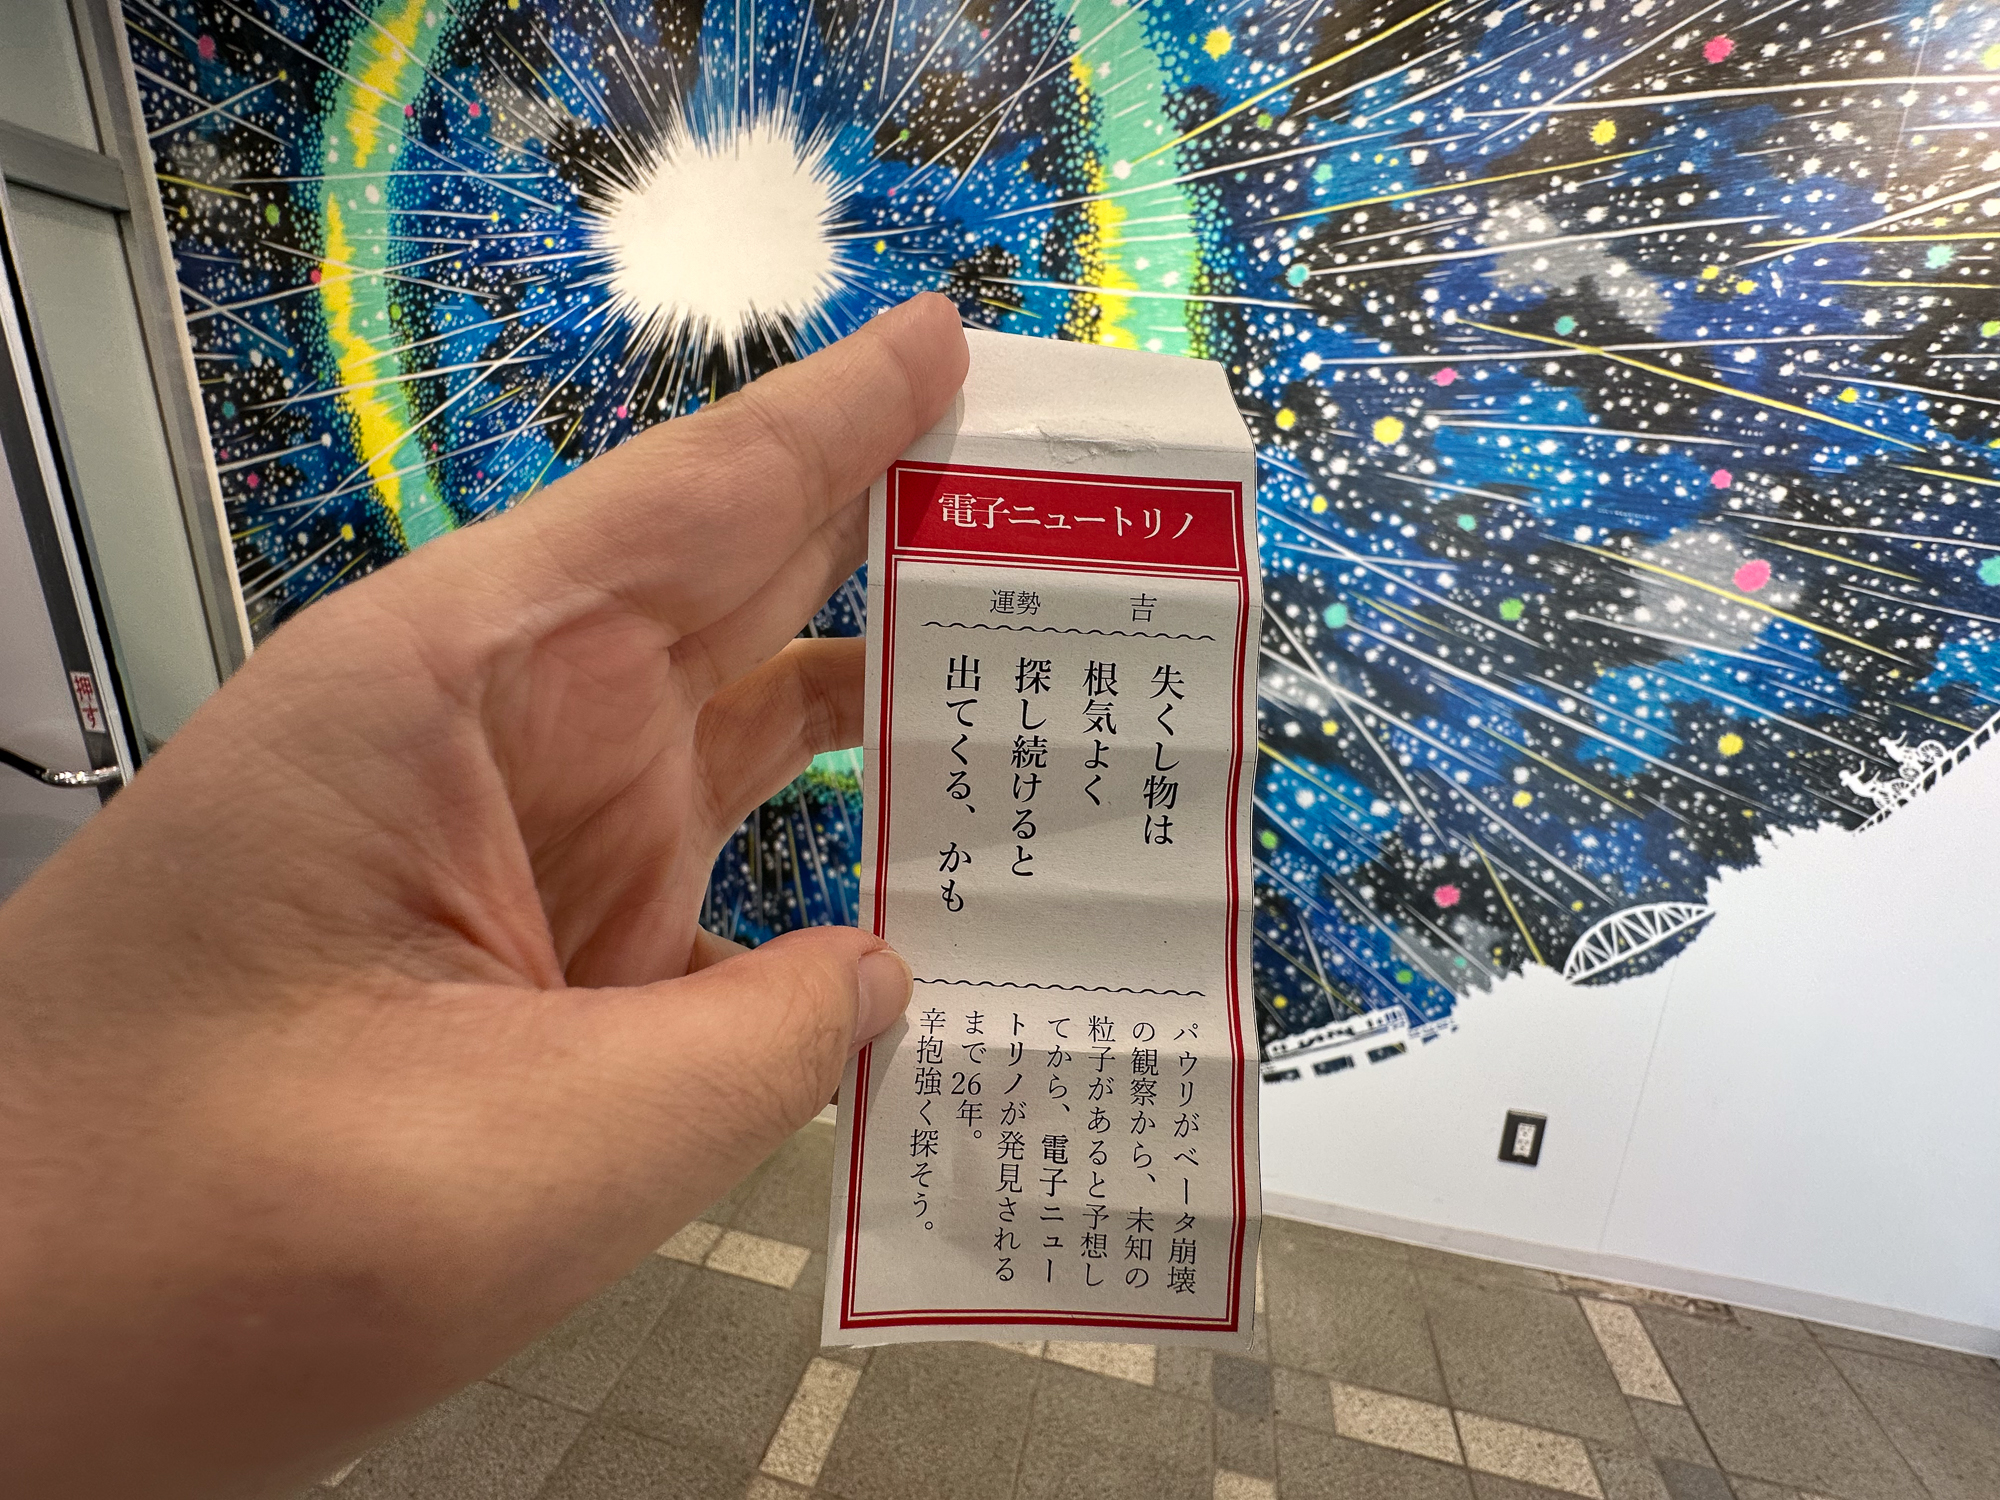 電子ニュートリノ
運勢 吉
失くし物は
根気よく
探し続けると
出てくる、かも
パウリがベータ崩壊
の観察から、未知の
粒子があると予想し
てから、電子ニュー
トリノが発見される
まで26年。
辛抱強く探そう。
押す